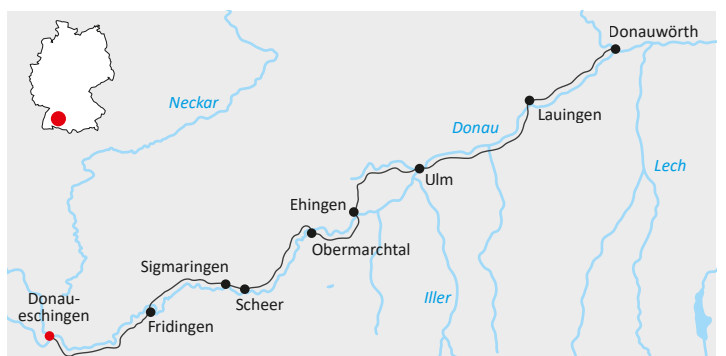 Donauwörth
Neckar
Lauingen
Donau
Lech
Ulm
Ehingen
Obermarchtal
Sigmaringen
Scheer
Iller
Donau-
eschingen
Fridingen